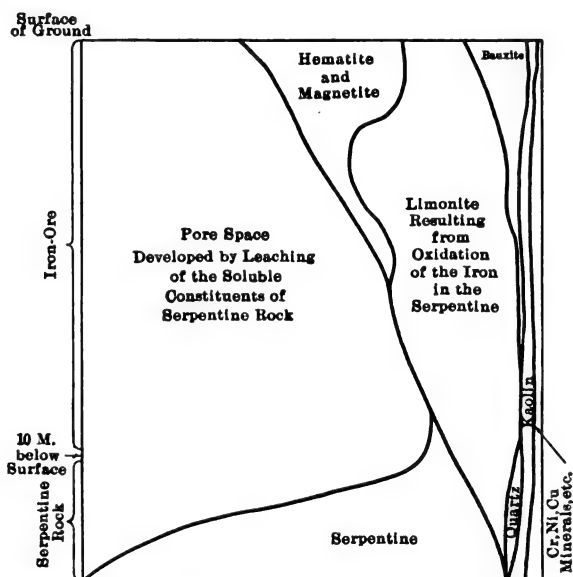 Surface
of Ground
Hematite
and
Magnetite
Bauxite
Iron-Ore
Pore Space
Developed by Leaching
of the Soluble
Constituents of
Serpentine Rock
Limonite
Resulting
from
Oxidation
of the Iron
in the
Serpentine
Kaolin
10 M.
below
Surface
Serpentine
Rock
Serpentine
Quartz
Cr, Ni, Cu
Minerals, etc.